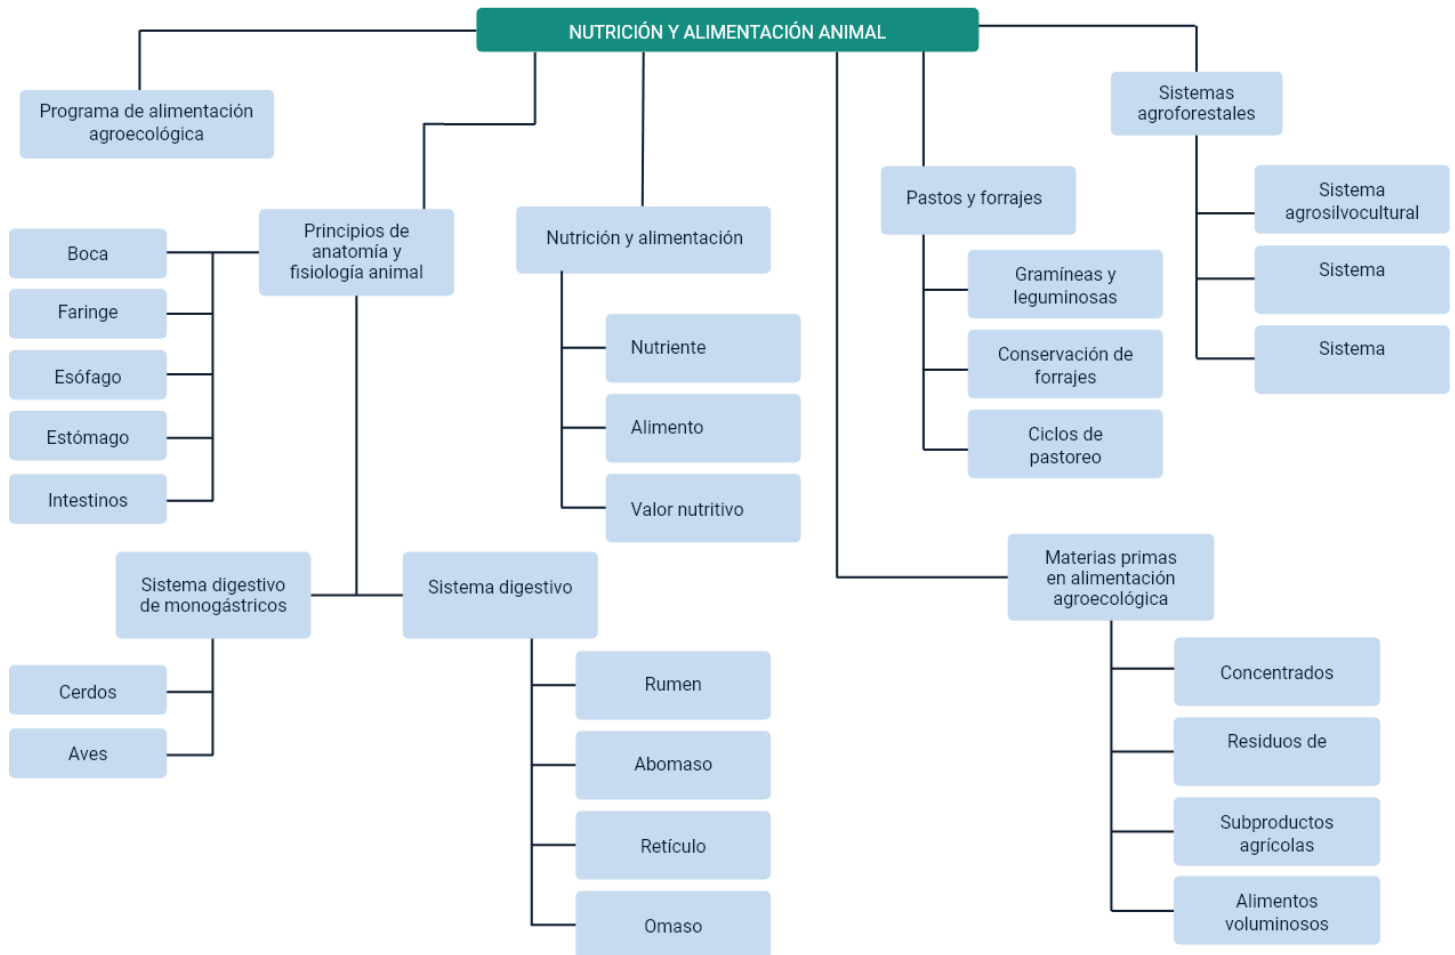 NUTRICIÓN Y ALIMENTACIÓN ANIMAL
Programa de alimentación
agroecológica
Principios de
anatomía y
fisiología animal
Boca
Faringe
Esófago
Estómago
Intestinos
Sistema digestivo
de monogástricos
Cerdos
Aves
Sistema digestivo
Rumen
Abomaso
Retículo
Omaso
Nutrición y alimentación
Nutriente
Alimento
Valor nutritivo
Materias primas
en alimentación
agroecológica
Concentrados
Residuos de
Subproductos
agrícolas
Alimentos
voluminosos
Pastos y forrajes
Gramíneas y
leguminosas
Conservación de
forrajes
Ciclos de
pastoreo
Sistemas
agroforestales
Sistema
agrosilvocultural
Sistema
Sistema